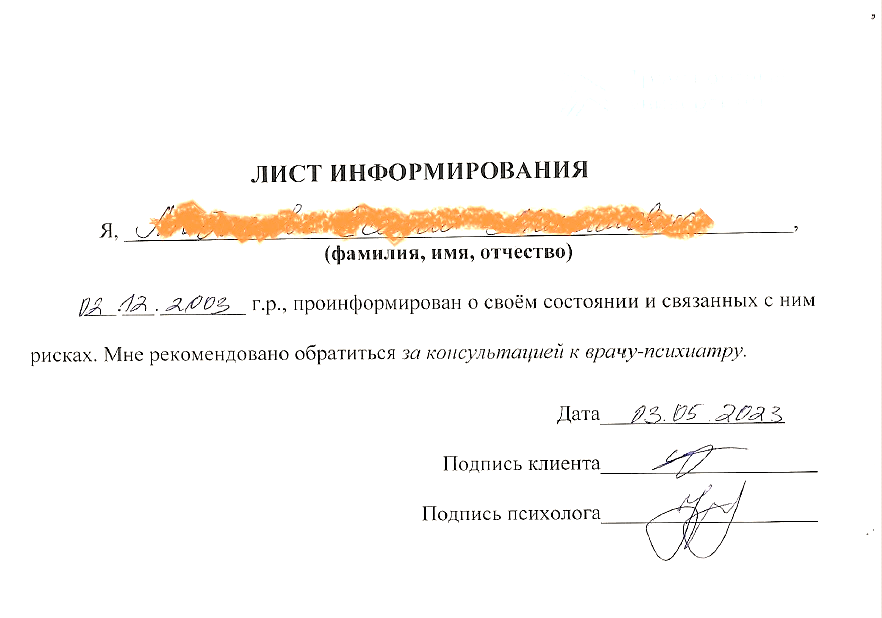 ЛИСТ ИНФОРМИРОВАНИЯ
Я,
(фамилия, имя, отчество)
02.12.2003 г.р., проинформирован о своём состоянии и связанных с ним
рисках. Мне рекомендовано обратиться за консультацией к врачу-психиатру.
Дата 03.05.2023
Подпись клиента
Подпись психолога